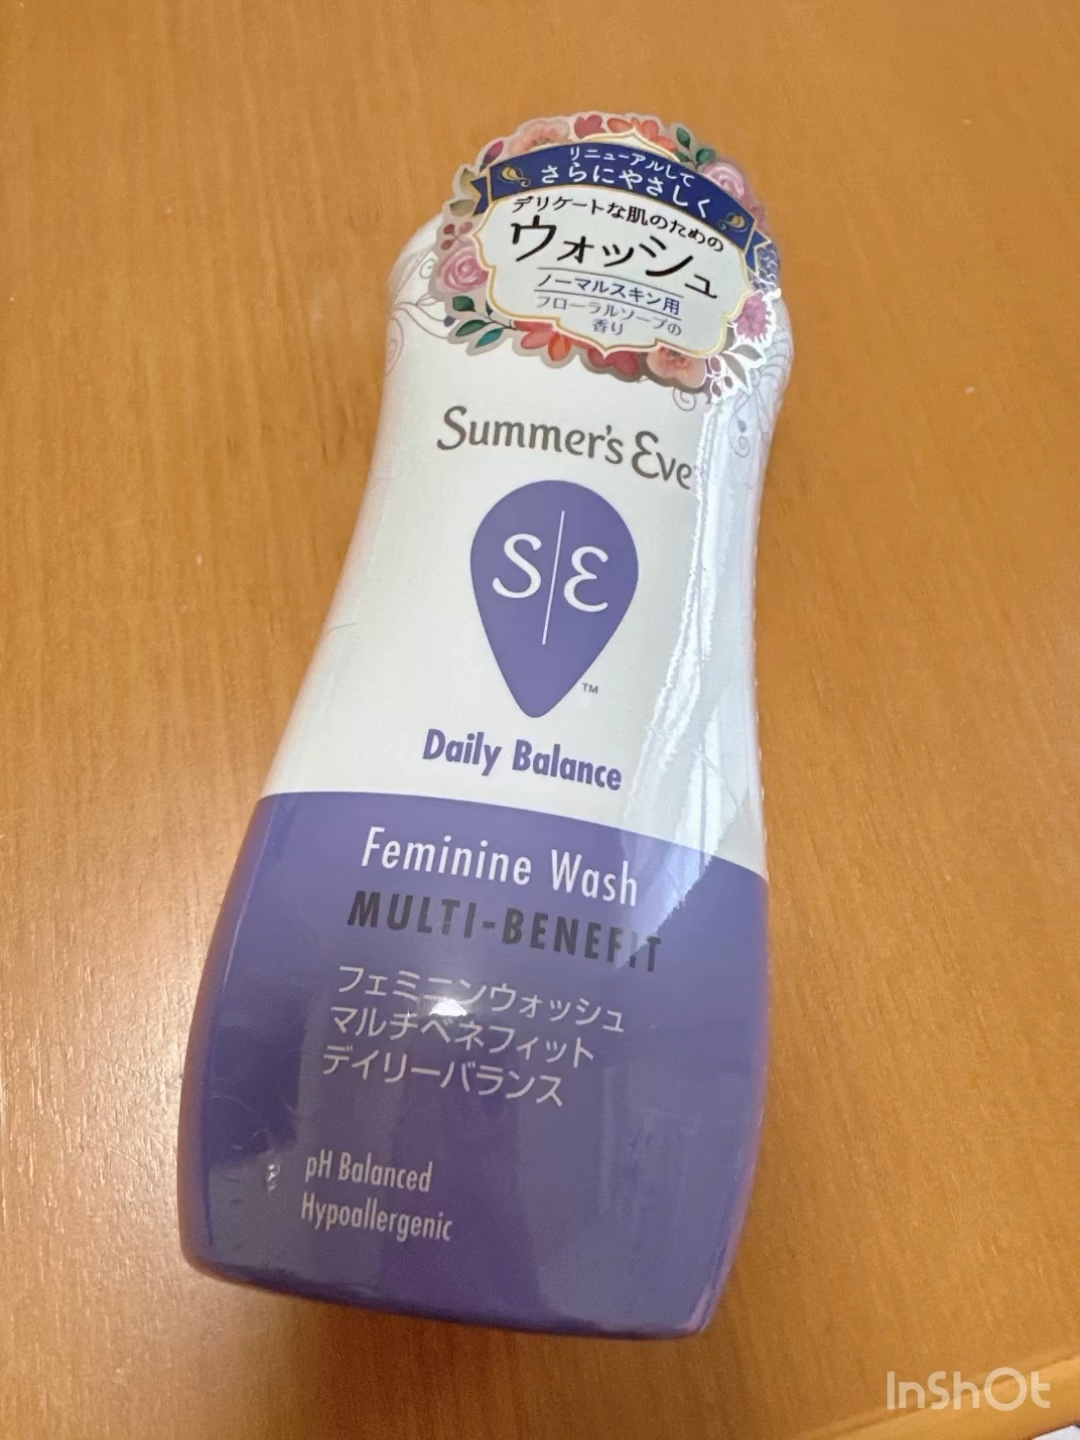 リニューアルして
さらにやさしく
デリケートな肌のための
ウォッシュ
ノーマルスキン用
フローラルソープの
香り
Summer's Eve
S|E
TM
Daily Balance
Feminine Wash
MULTI-BENEFIT
フェミニンウォッシュ
マルチベネフィット
デイリーバランス
pH Balanced
Hypoallergenic
InShOt